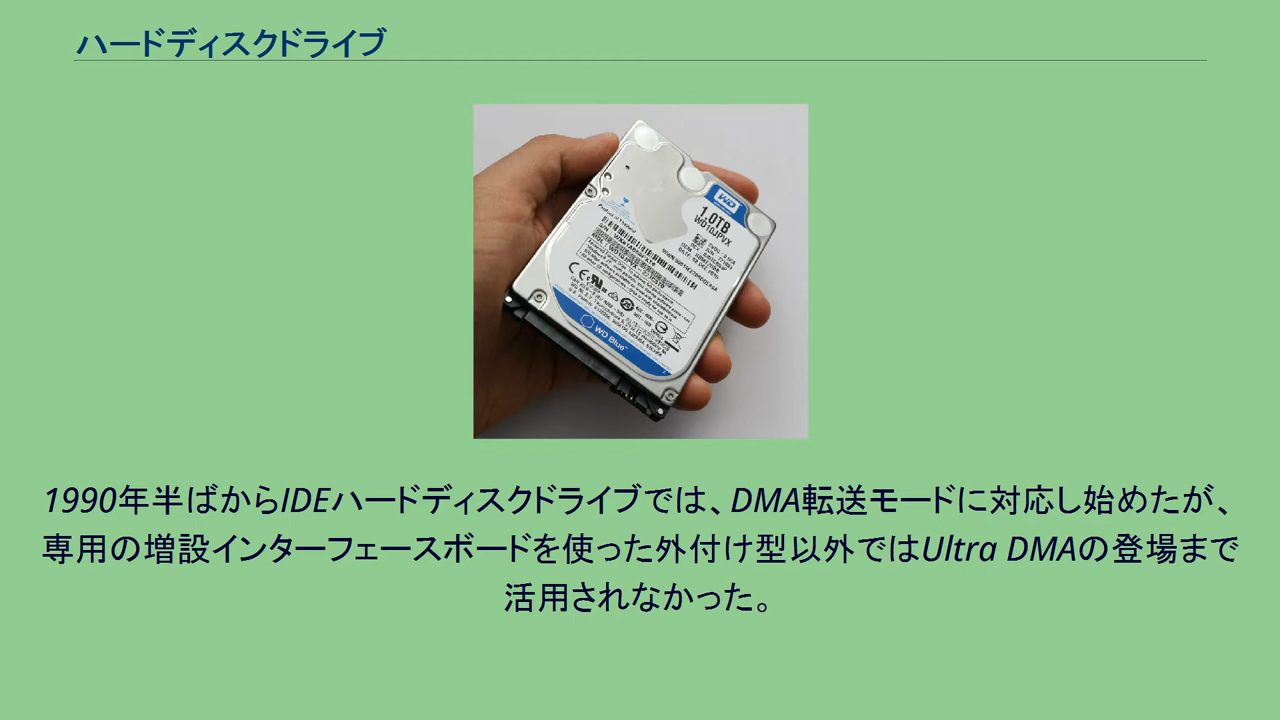 ハードディスクドライブ
WD
1.0TB
WD10JPVX
Product of Thailand
WD Blue
1990年半ばからIDEハードディスクドライブでは、DMA転送モードに対応し始めたが、
専用の増設インターフェースボードを使った外付け型以外ではUltra DMAの登場まで
活用されなかった。